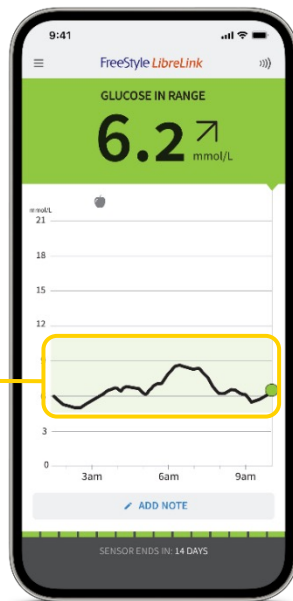 9:41
FreeStyle LibreLink
GLUCOSE IN RANGE
6.2
mmol/L
mmol/L
21
18
15
12
9
6
3
0
3am
6am
9am
ADD NOTE
SENSOR ENDS IN: 14 DAYS